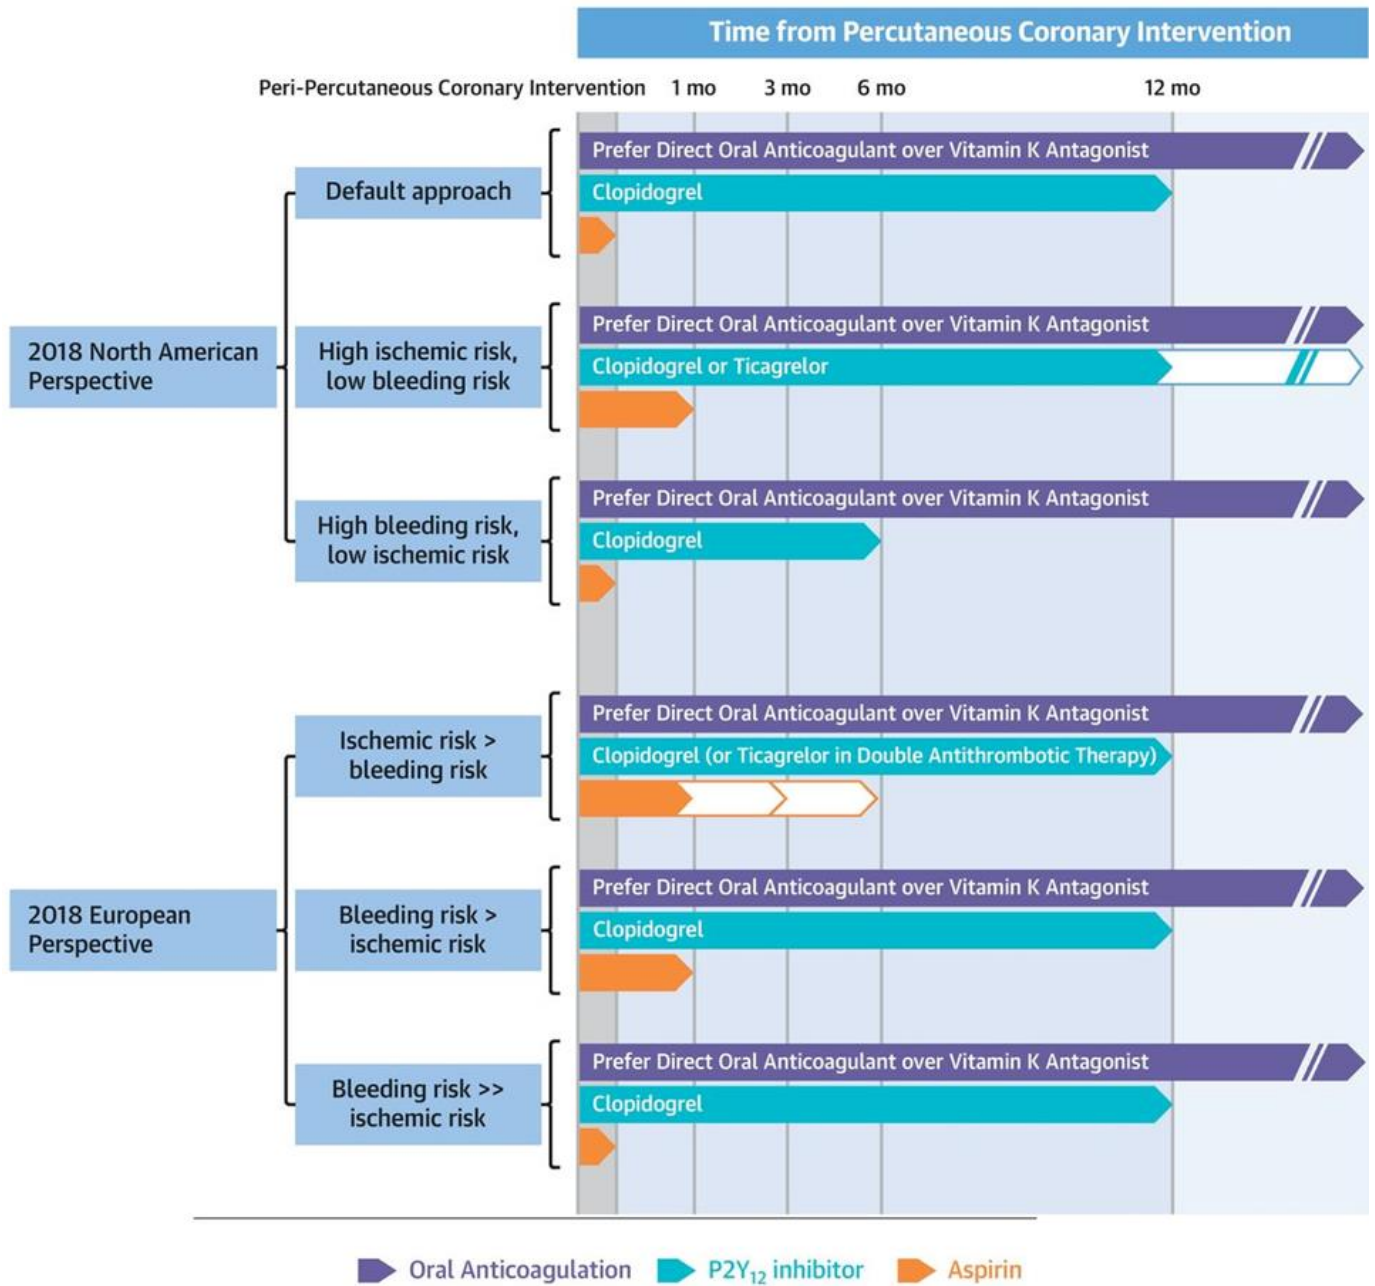 Time from Percutaneous Coronary Intervention
Peri-Percutaneous Coronary Intervention 1 mo 3 mo 6 mo 12 mo
2018 North American
Perspective
Default approach
Prefer Direct Oral Anticoagulant over Vitamin K Antagonist
Clopidogrel
High ischemic risk,
low bleeding risk
Prefer Direct Oral Anticoagulant over Vitamin K Antagonist
Clopidogrel or Ticagrelor
High bleeding risk,
low ischemic risk
Prefer Direct Oral Anticoagulant over Vitamin K Antagonist
Clopidogrel
2018 European
Perspective
Ischemic risk >
bleeding risk
Prefer Direct Oral Anticoagulant over Vitamin K Antagonist
Clopidogrel (or Ticagrelor in Double Antithrombotic Therapy)
Bleeding risk >
ischemic risk
Prefer Direct Oral Anticoagulant over Vitamin K Antagonist
Clopidogrel
Bleeding risk >>
ischemic risk
Prefer Direct Oral Anticoagulant over Vitamin K Antagonist
Clopidogrel
Oral Anticoagulation P2Y₁₂ inhibitor Aspirin